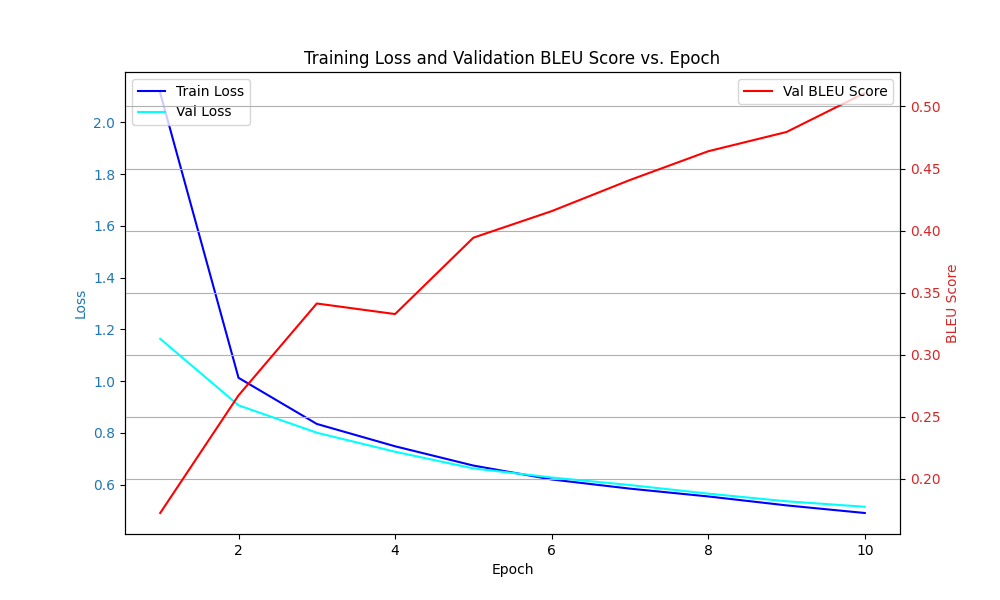 Training Loss and Validation BLEU Score vs. Epoch
Train Loss
Val Loss
Val BLEU Score
2.0
1.8
1.6
1.4
1.2
1.0
0.8
0.6
Loss
0.50
0.45
0.40
0.35
0.30
0.25
0.20
BLEU Score
2 4 6 8 10
Epoch